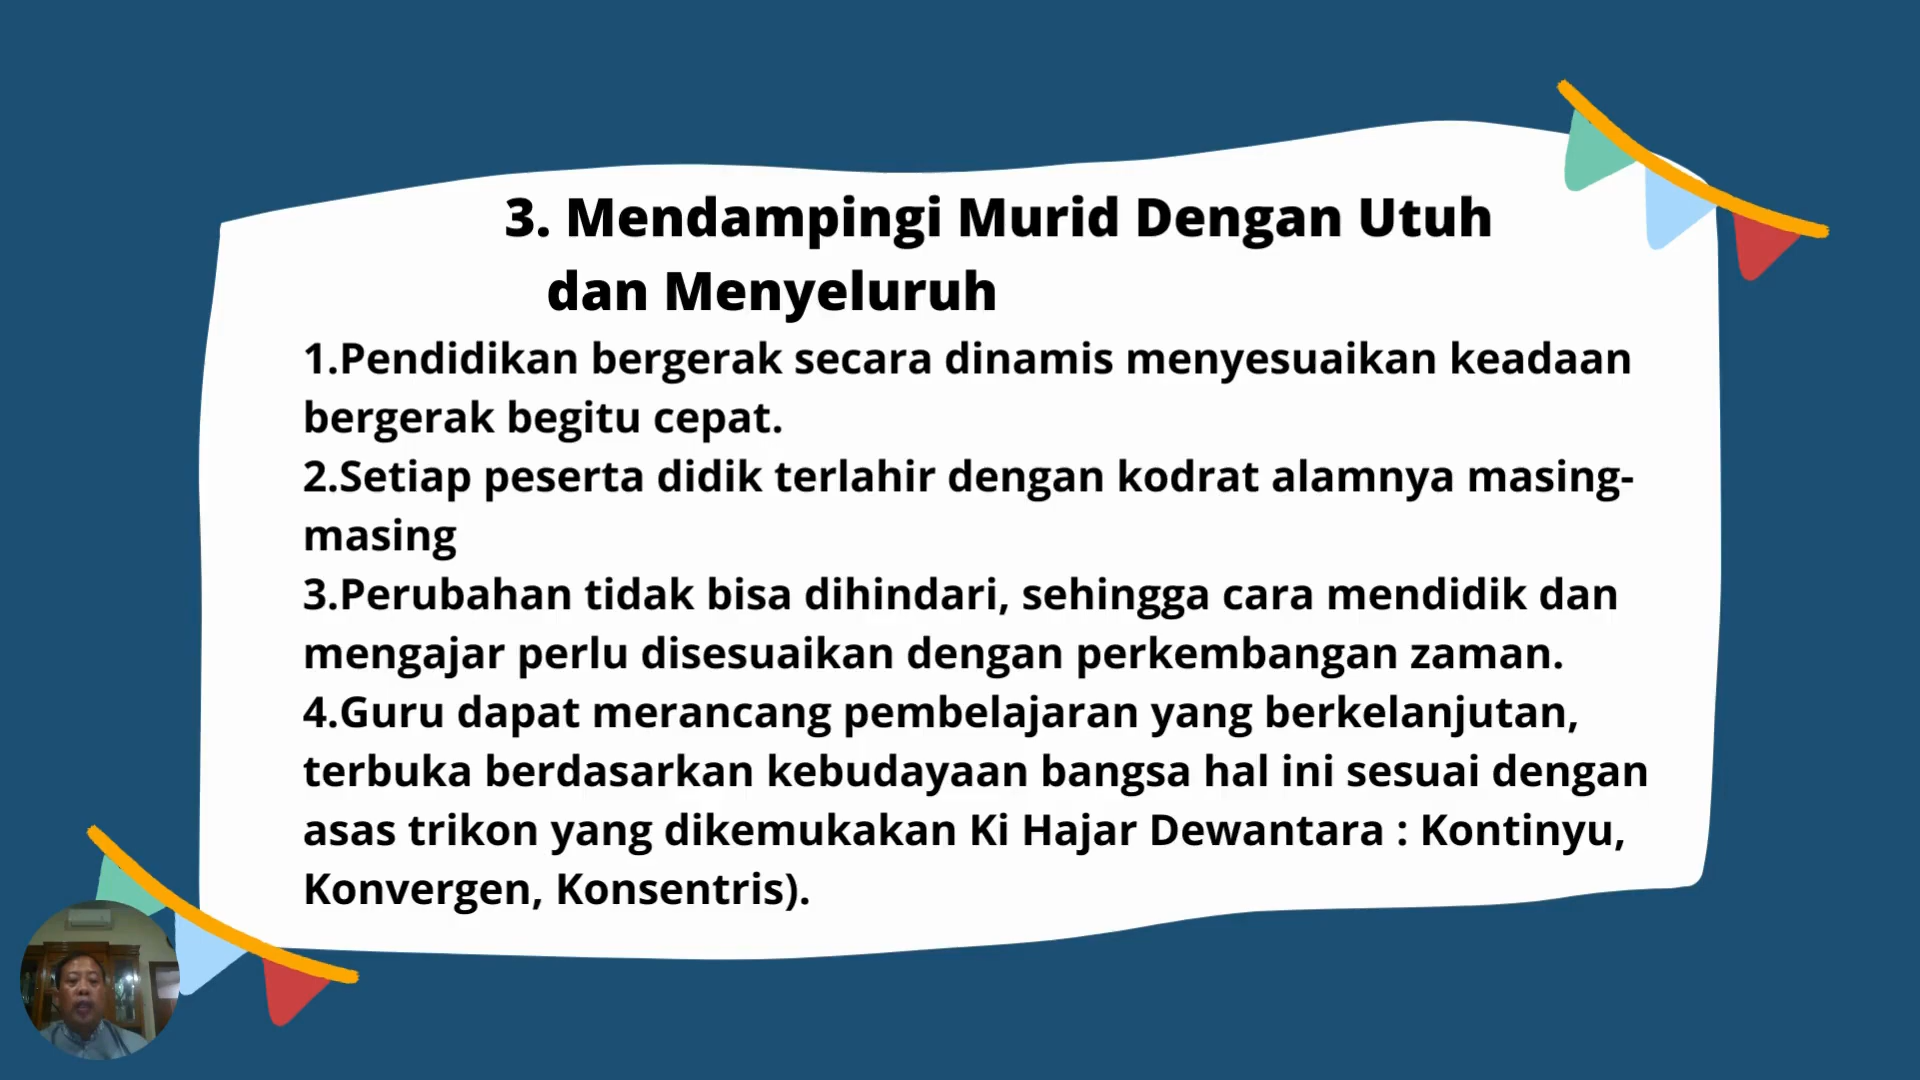 3. Mendampingi Murid Dengan Utuh
dan Menyeluruh
1.Pendidikan bergerak secara dinamis menyesuaikan keadaan
bergerak begitu cepat.
2.Setiap peserta didik terlahir dengan kodrat alamnya masing-
masing
3.Perubahan tidak bisa dihindari, sehingga cara mendidik dan
mengajar perlu disesuaikan dengan perkembangan zaman.
4.Guru dapat merancang pembelajaran yang berkelanjutan,
terbuka berdasarkan kebudayaan bangsa hal ini sesuai dengan
asas trikon yang dikemukakan Ki Hajar Dewantara : Kontinyu,
Konvergen, Konsentris).